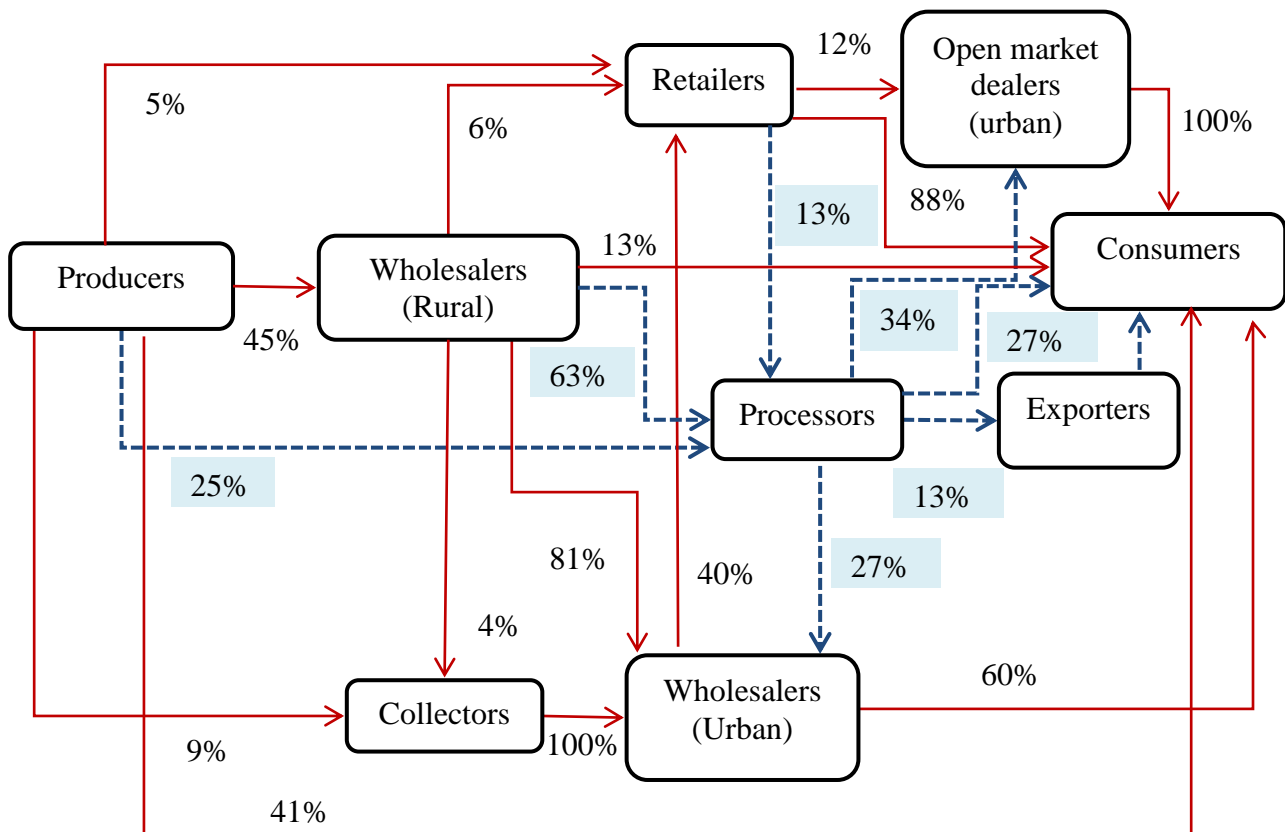 12%
Open market
dealers
(urban)
Retailers
5%
6%
100%
13%
88%
Producers
Wholesalers
(Rural)
13%
Consumers
45%
34%
27%
63%
Processors
Exporters
25%
13%
81%
40%
27%
4%
Collectors
Wholesalers
(Urban)
60%
9%
100%
41%